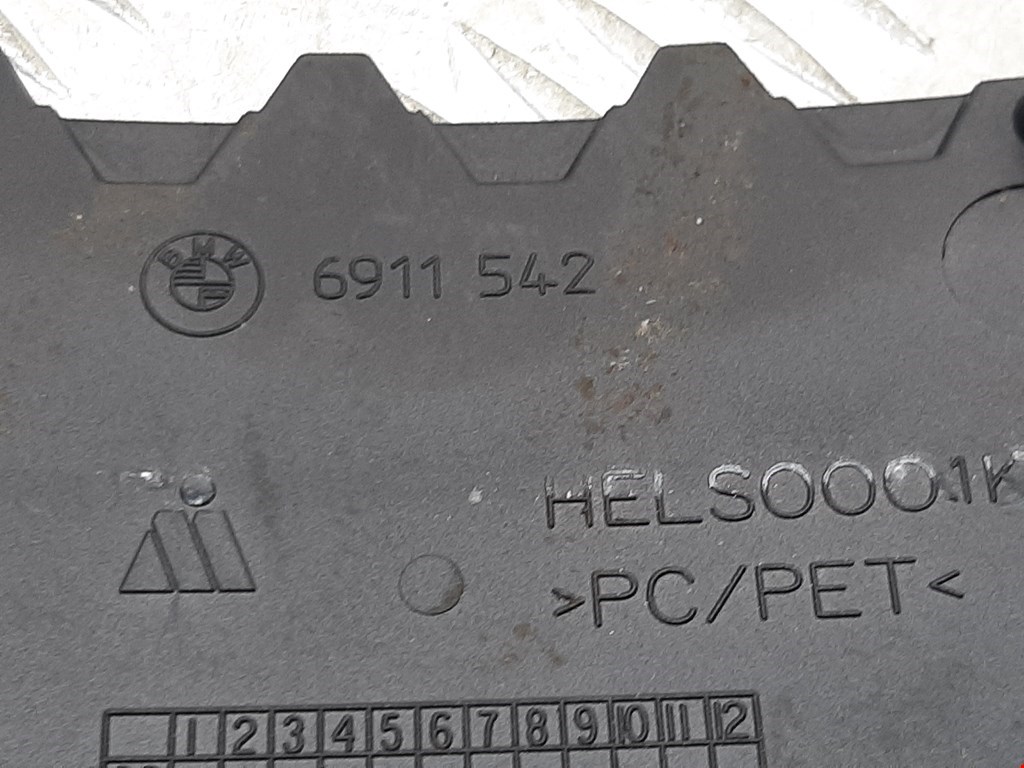 BMW
6911 542
HELS0001K
>PC/PET<
1 2 3 4 5 6 7 8 9 10 11 12